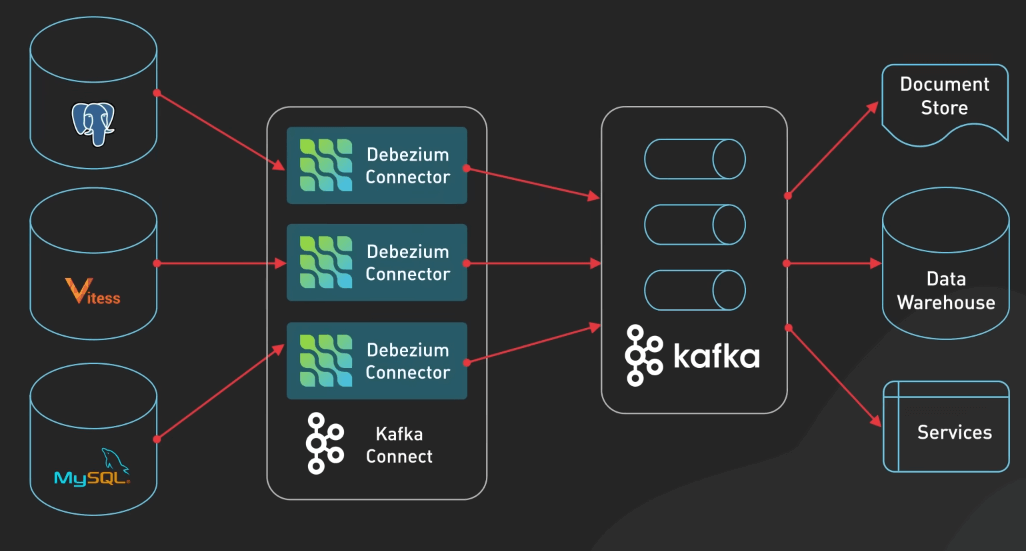 Vitess
MySQL®
Debezium
Connector
Debezium
Connector
Debezium
Connector
Kafka
Connect
kafka
Document
Store
Data
Warehouse
Services